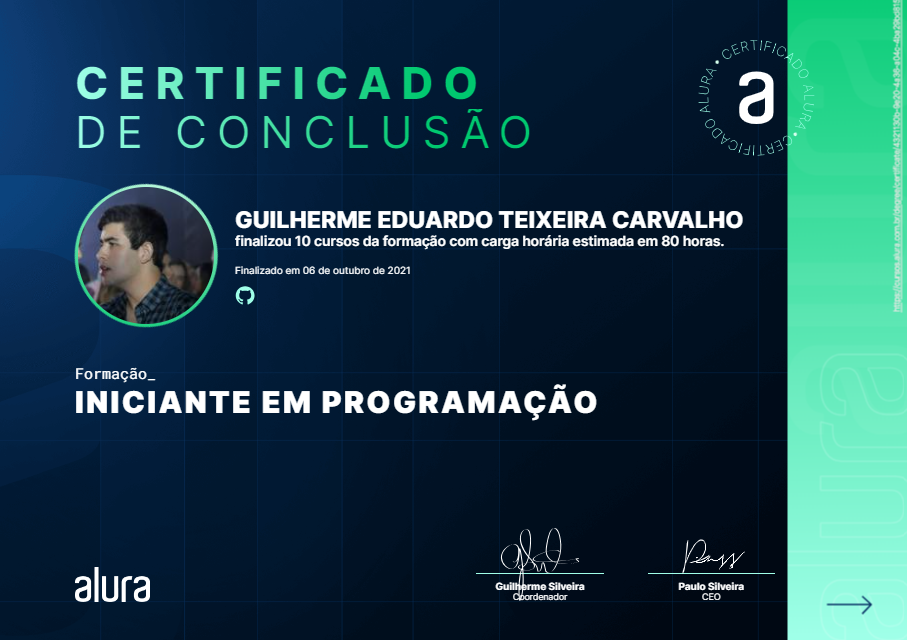 CERTIFICADO
DE CONCLUSÃO
CERTIFICADO ALURA • CERTIFICADO ALURA •
a
GUILHERME EDUARDO TEIXEIRA CARVALHO
finalizou 10 cursos da formação com carga horária estimada em 80 horas.
Finalizado em 06 de outubro de 2021
Formação_
INICIANTE EM PROGRAMAÇÃO
alura
Guilherme Silveira
Coordenador
Paulo Silveira
CEO
alura